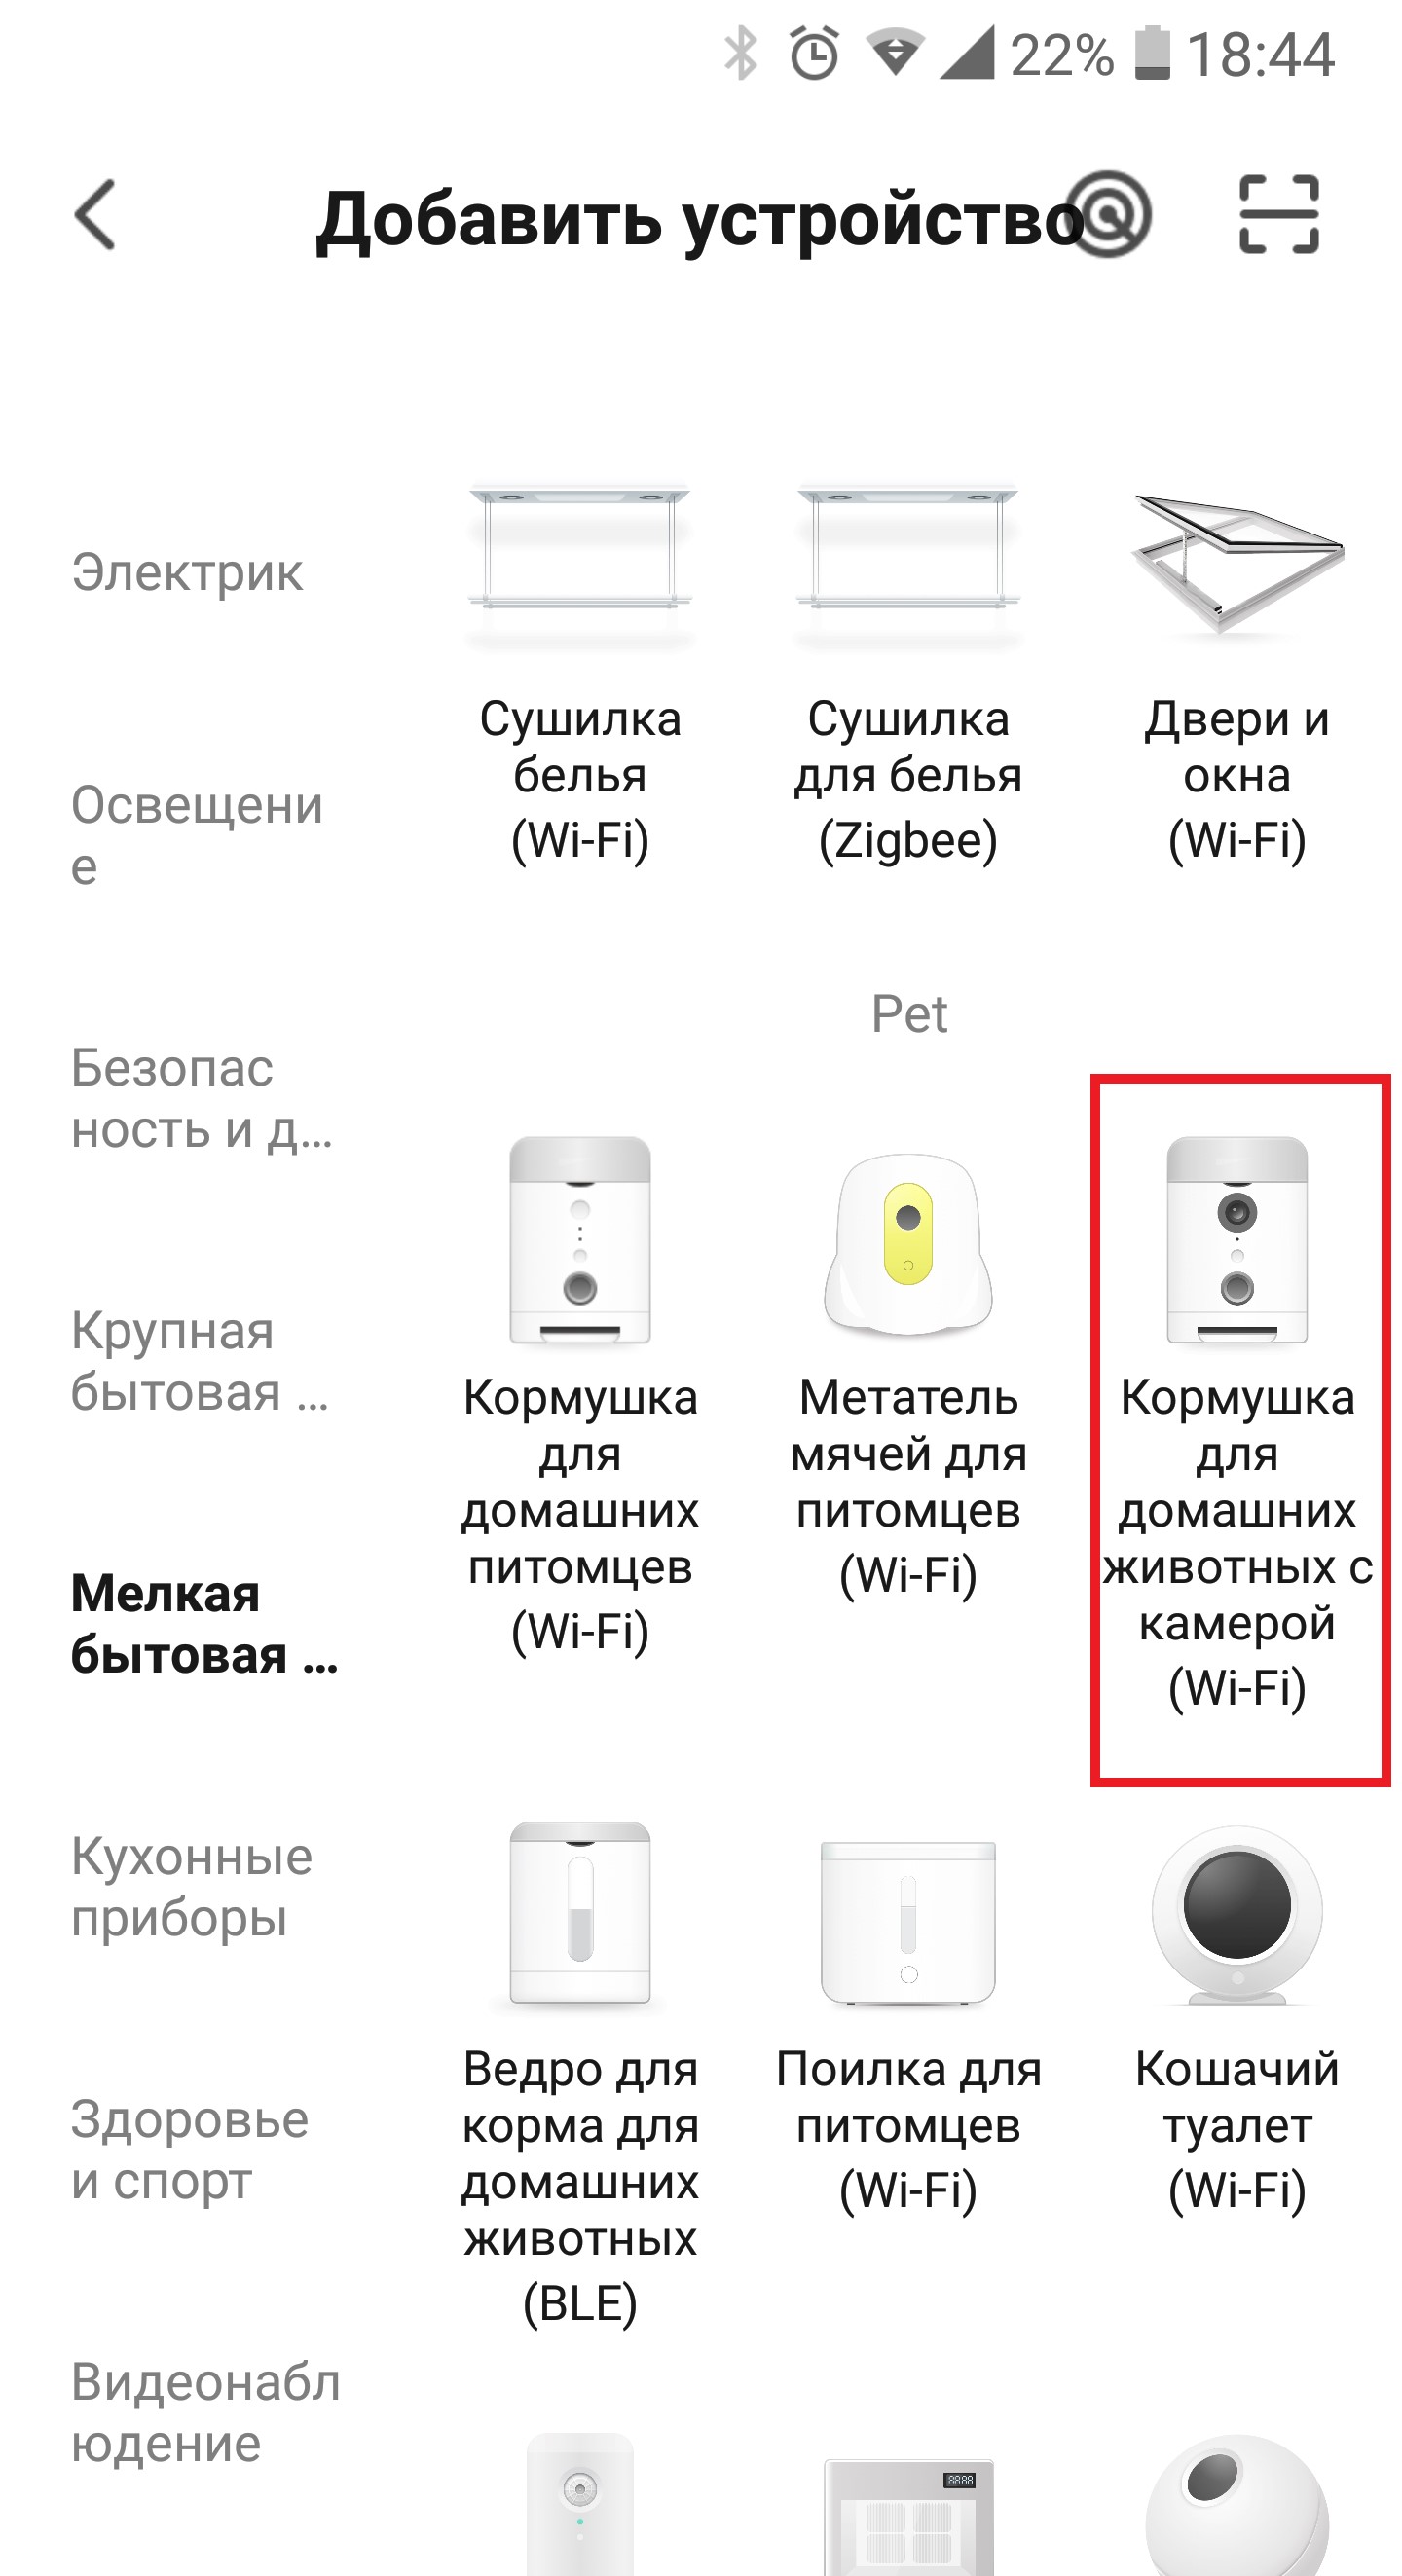 22% 18:44
Добавить устройство
Электрик
Освещени
е
Безопас
ность и д...
Крупная
бытовая ...
Мелкая
бытовая ...
Кухонные
приборы
Здоровье
и спорт
Видеонабл
юдение
Сушилка
белья
(Wi-Fi)
Сушилка
для белья
(Zigbee)
Двери и
окна
(Wi-Fi)
Pet
Кормушка
для
домашних
питомцев
(Wi-Fi)
Метатель
мячей для
питомцев
(Wi-Fi)
Кормушка
для
домашних
животных с
камерой
(Wi-Fi)
Ведро для
корма для
домашних
животных
(BLE)
Поилка для
питомцев
(Wi-Fi)
Кошачий
туалет
(Wi-Fi)